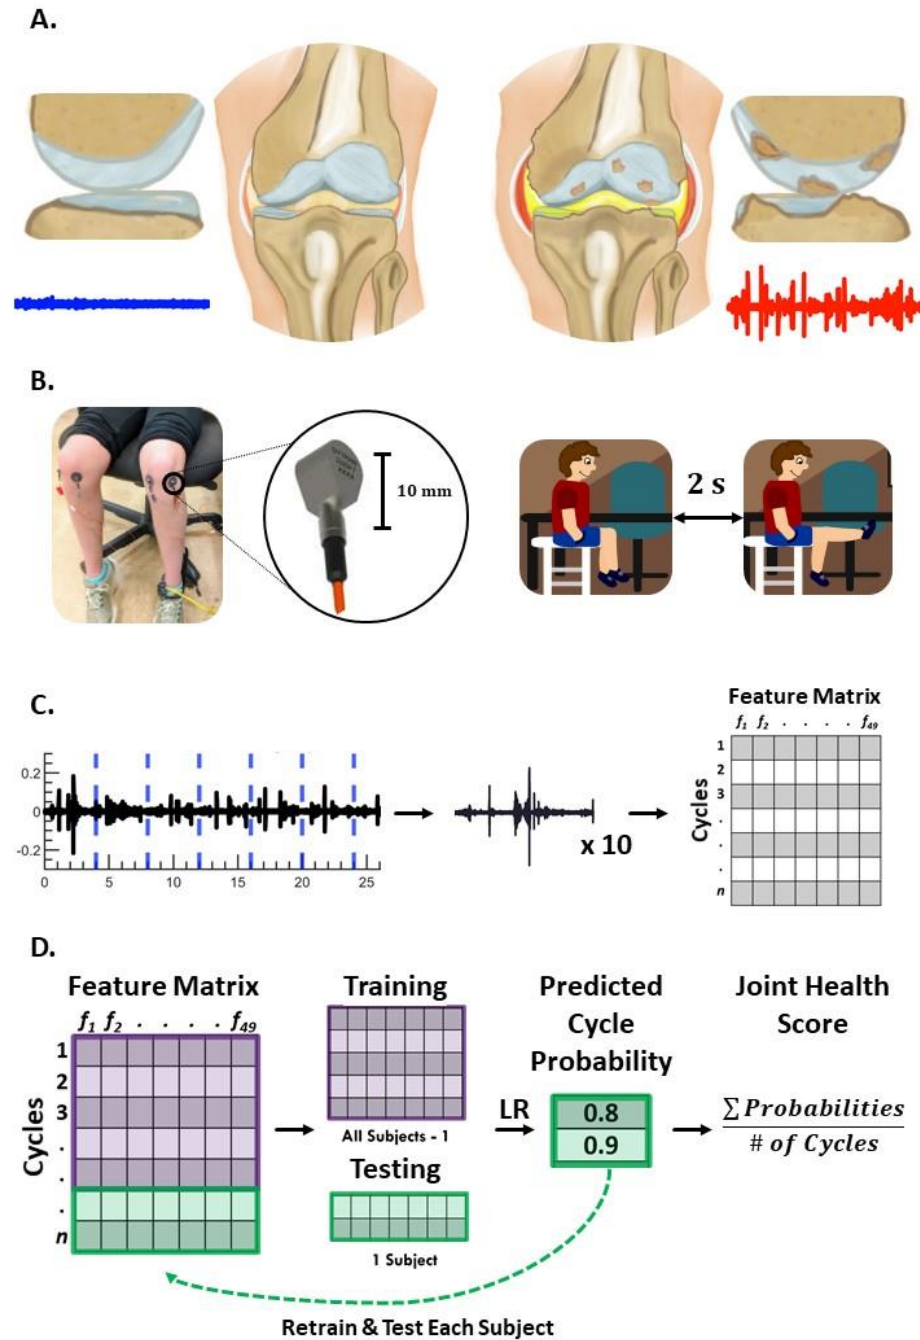 A.
B.
10 mm
2 s
C.
Feature Matrix
f1 f2 . . . . f49
Cycles
1
2
3
.
.
.
n
0.2
0
-0.2
0 5 10 15 20 25
x 10
D.
Feature Matrix
f1 f2 . . . . f49
Cycles
1
2
3
.
.
.
n
Training
All Subjects - 1
Testing
1 Subject
LR
Predicted
Cycle
Probability
0.8
0.9
Joint Health
Score
∑ Probabilities
# of Cycles
Retrain & Test Each Subject